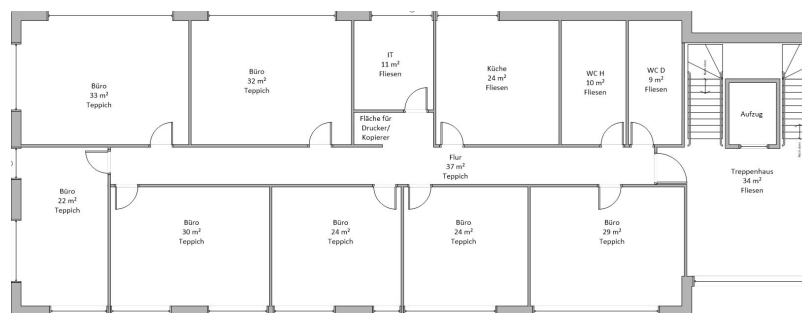 Büro
33 m²
Teppich
Büro
32 m²
Teppich
IT
11 m²
Fliesen
Küche
24 m²
Fliesen
WC H
10 m²
Fliesen
WC D
9 m²
Fliesen
Aufzug
Fläche für
Drucker/
Kopierer
Flur
37 m²
Teppich
Treppenhaus
34 m²
Fliesen
Büro
22 m²
Teppich
Büro
30 m²
Teppich
Büro
24 m²
Teppich
Büro
24 m²
Teppich
Büro
29 m²
Teppich